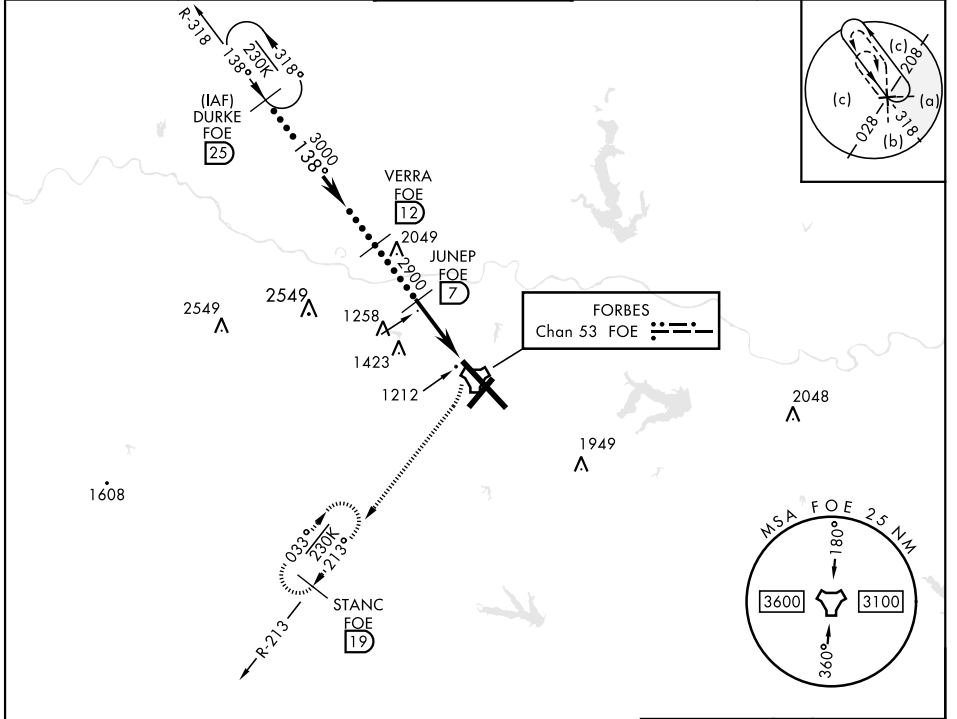 R-318
138°
230K
318°
(IAF)
DURKE
FOE
25
3000
138°
VERRA
FOE
12
2049
2900
JUNEP
FOE
7
2549
2549
1258
1423
1212
FORBES
Chan 53 FOE
2048
1949
1608
033°
230K
213°
STANC
FOE
19
R-213
(c)
208
(c)
(a)
028
318
(b)
MSA FOE 25 NM
180°
3600
3100
360°